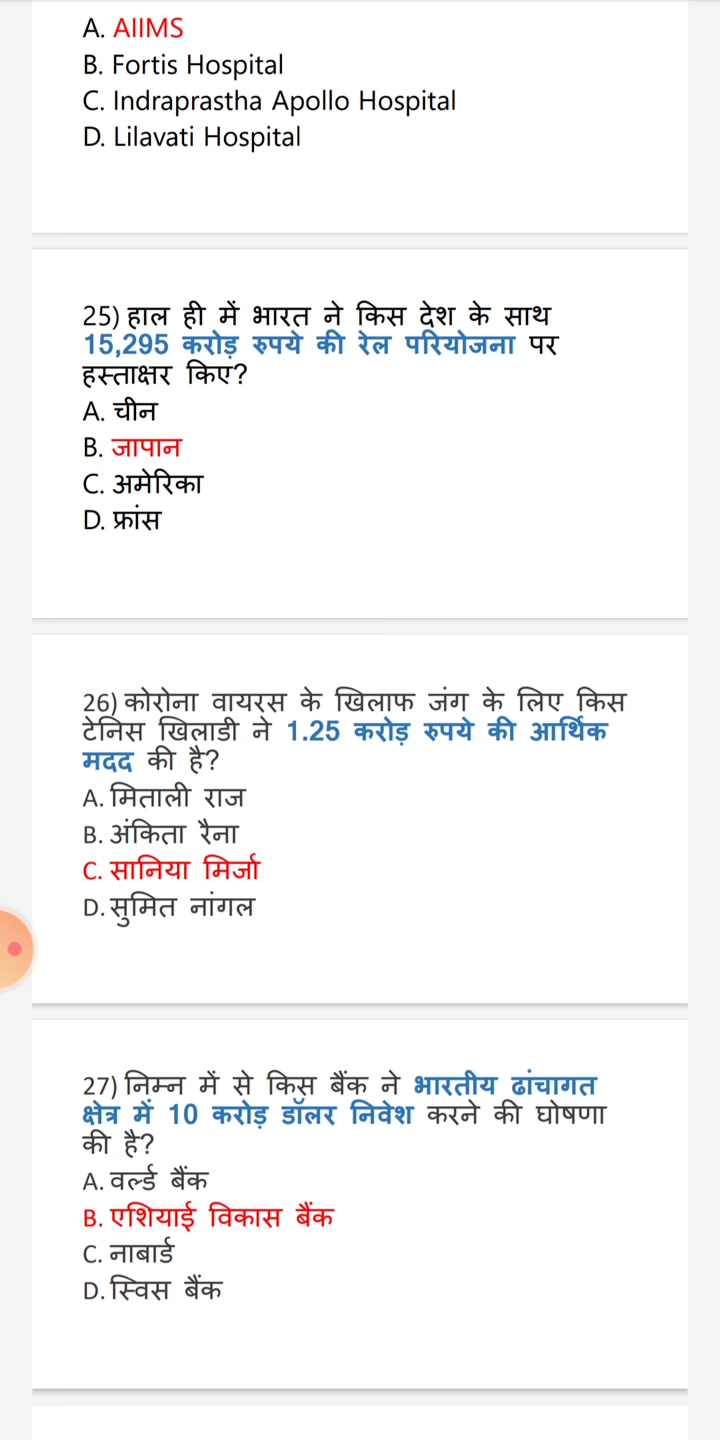 A. AIIMS
B. Fortis Hospital
C. Indraprastha Apollo Hospital
D. Lilavati Hospital
25) हाल ही में भारत ने किस देश के साथ
15,295 करोड़ रुपये की रेल परियोजना पर
हस्ताक्षर किए?
A. चीन
B. जापान
C. अमेरिका
D. फ्रांस
26) कोरोना वायरस के खिलाफ जंग के लिए किस
टेनिस खिलाडी ने 1.25 करोड़ रुपये की आर्थिक
मदद की है?
A. मिताली राज
B. अंकिता रैना
C. सानिया मिर्जा
D. सुमित नांगल
27) निम्न में से किस बैंक ने भारतीय ढांचागत
क्षेत्र में 10 करोड़ डॉलर निवेश करने की घोषणा
की है?
A. वर्ल्ड बैंक
B. एशियाई विकास बैंक
C. नाबार्ड
D. स्विस बैंक